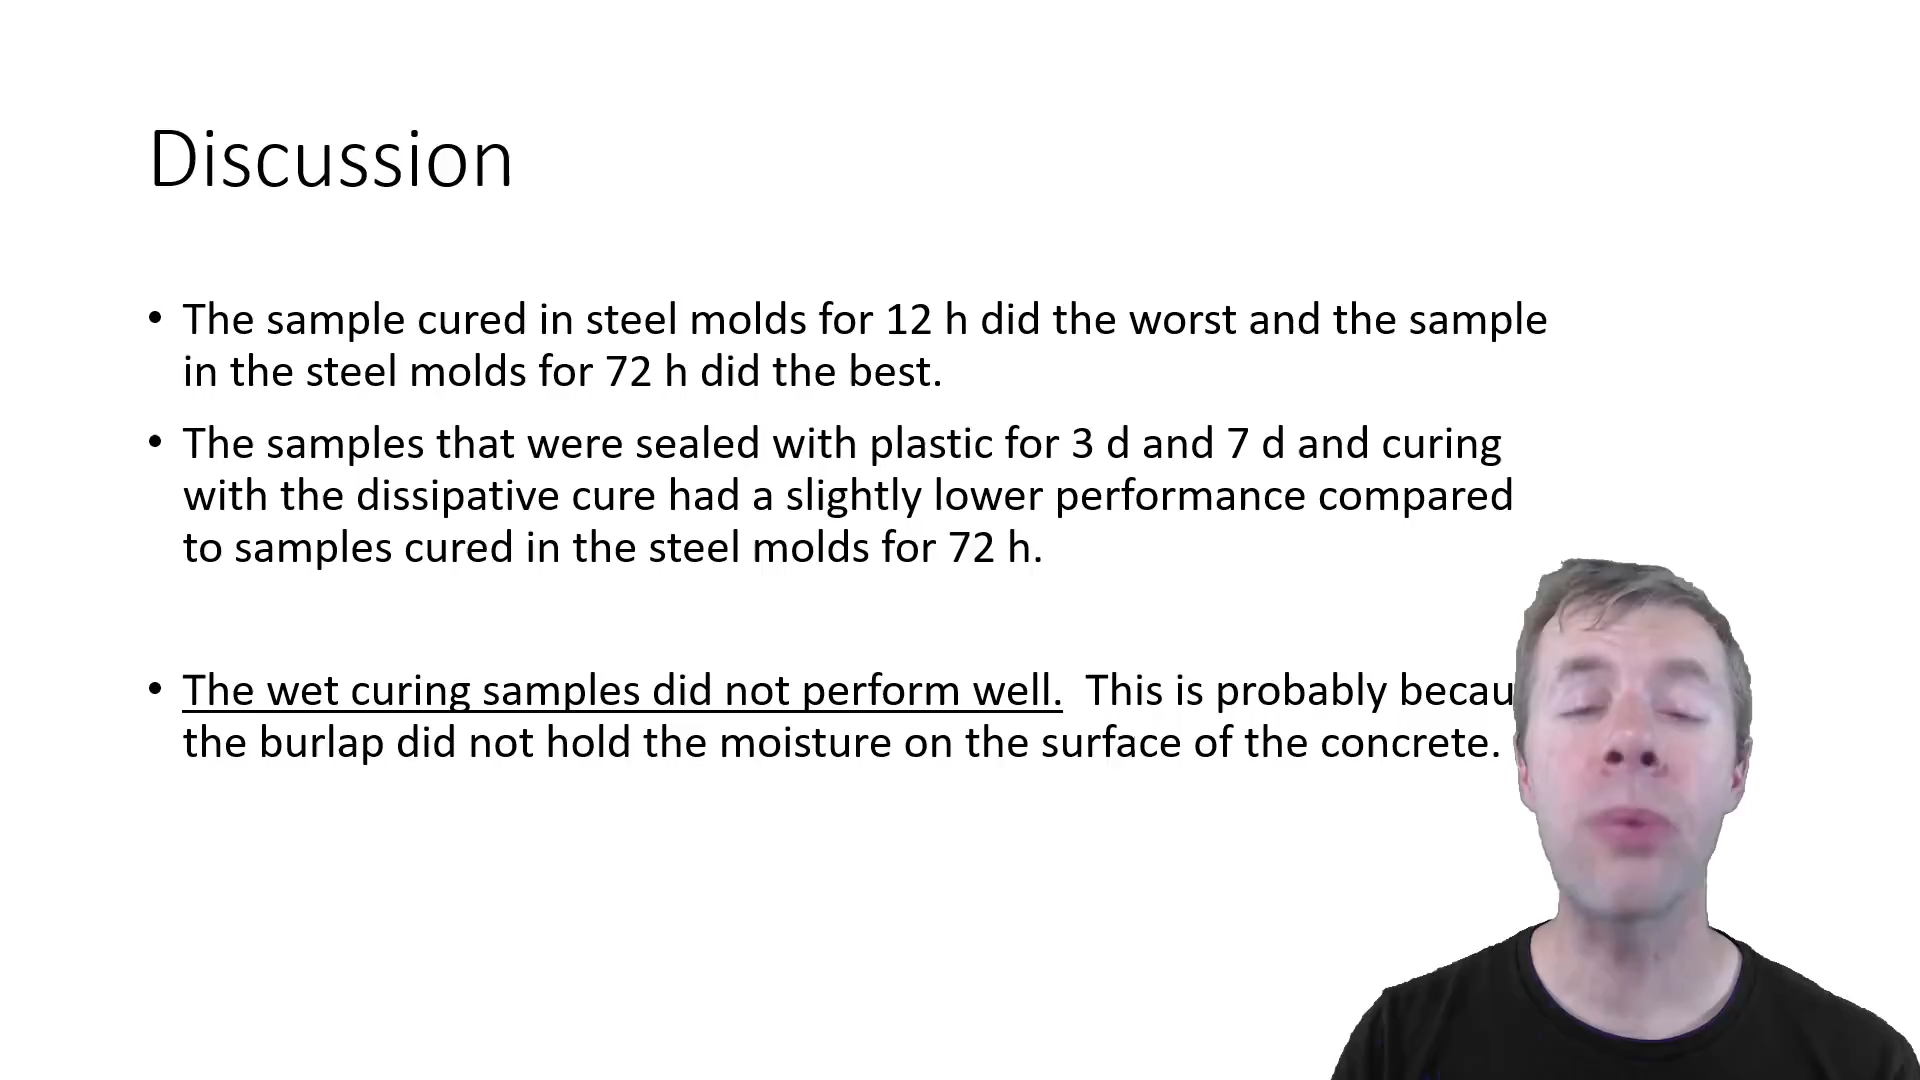 Discussion
• The sample cured in steel molds for 12 h did the worst and the sample
in the steel molds for 72 h did the best.
• The samples that were sealed with plastic for 3 d and 7 d and curing
with the dissipative cure had a slightly lower performance compared
to samples cured in the steel molds for 72 h.
• The wet curing samples did not perform well. This is probably becau
the burlap did not hold the moisture on the surface of the concrete.